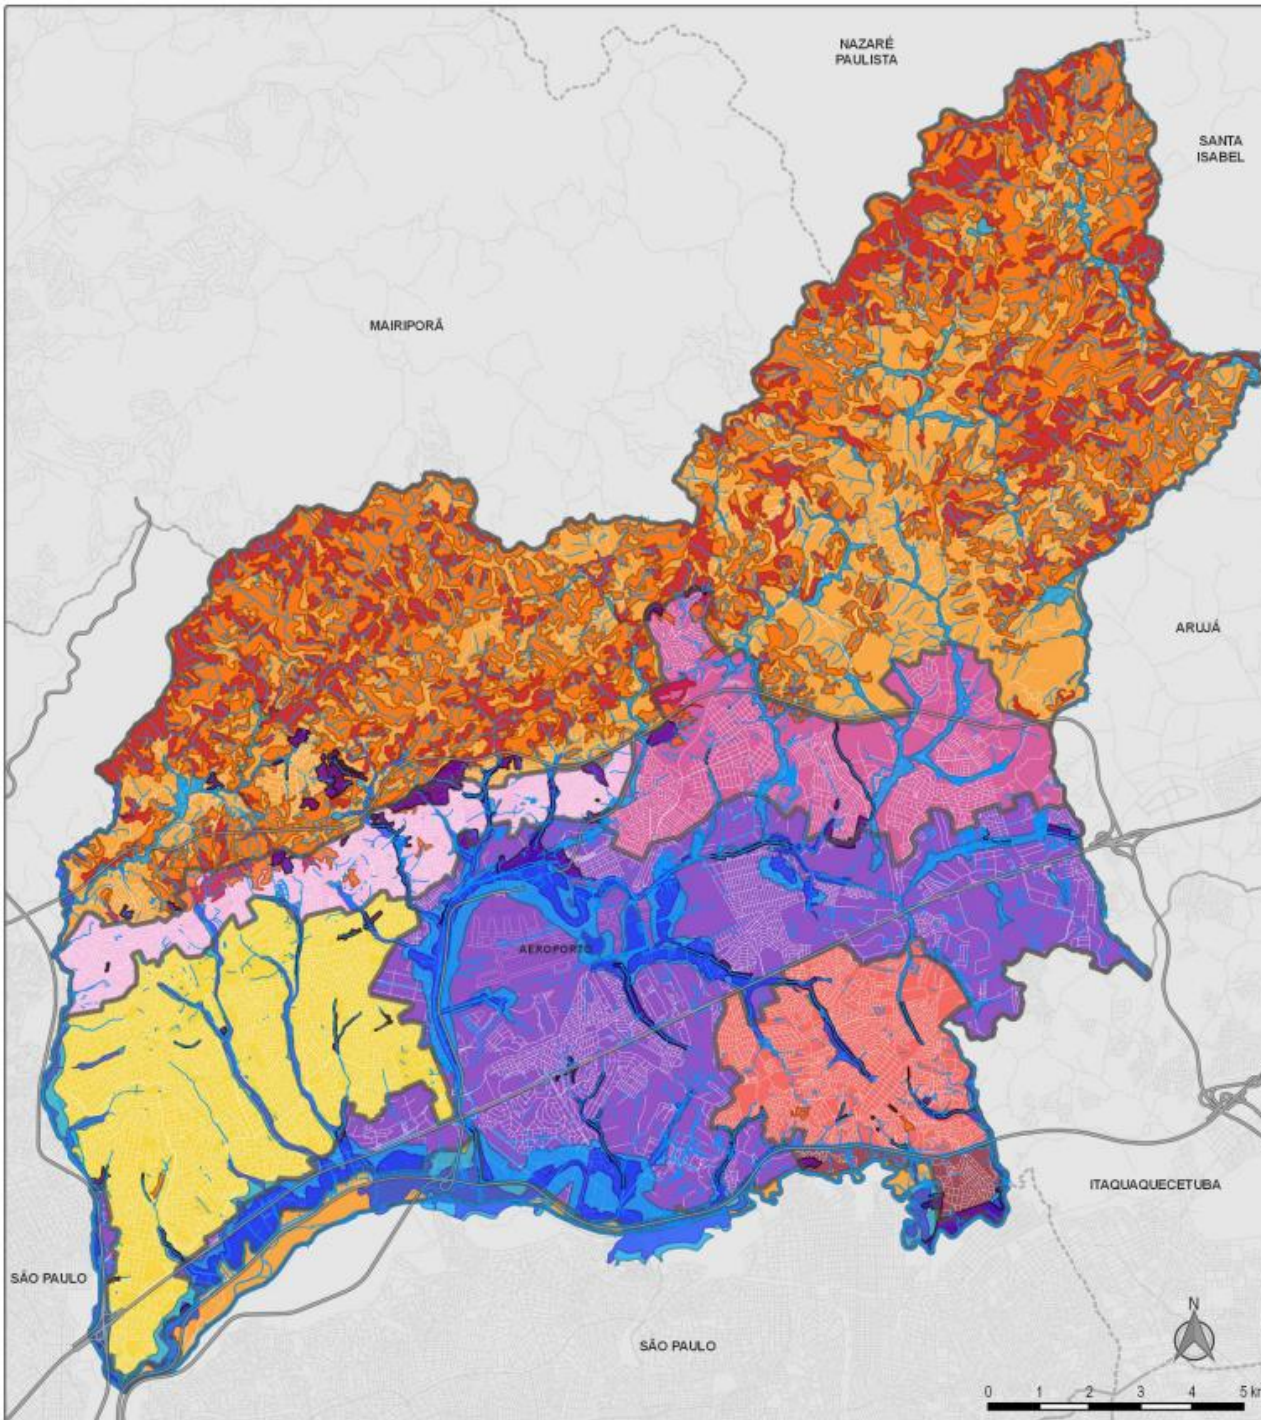 NAZARÉ
PAULISTA
SANTA
ISABEL
MAIRIPORÃ
ARUJÁ
AEROPORTO
ITAQUAQUECETUBA
SÃO PAULO
SÃO PAULO
N
0 1 2 3 4 5 km